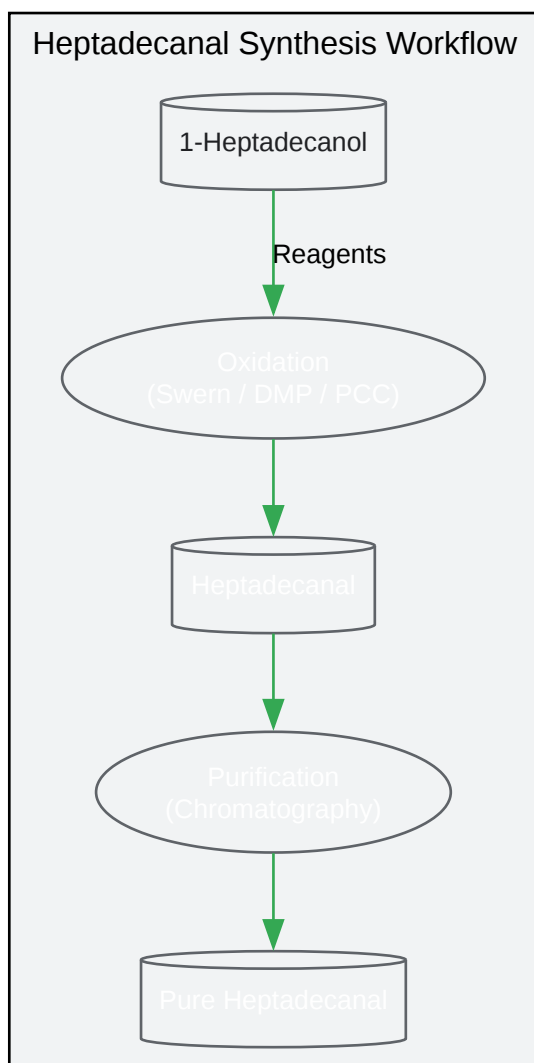 Heptadecanal Synthesis Workflow
1-Heptadecanol
Reagents
Oxidation
(Swern / DMP / PCC)
Heptadecanal
Purification
(Chromatography)
Pure Heptadecanal